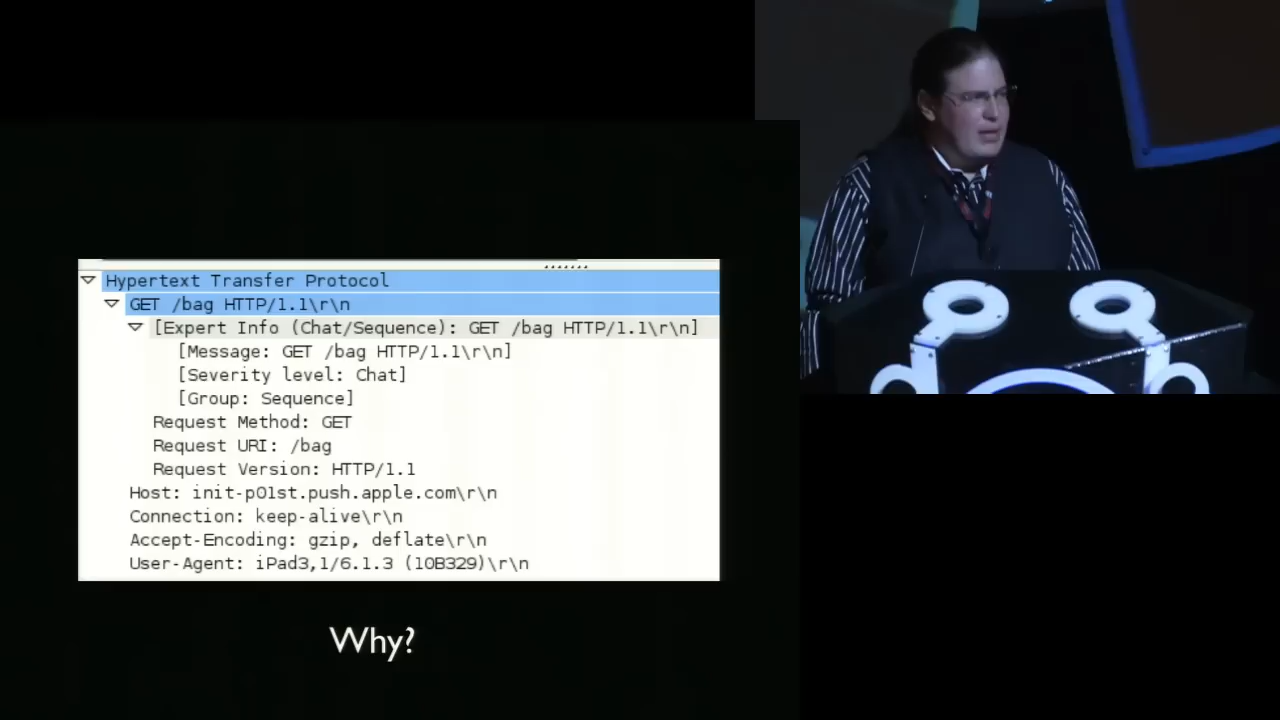 Hypertext Transfer Protocol
GET /bag HTTP/1.1\r\n
[Expert Info (Chat/Sequence): GET /bag HTTP/1.1\r\n]
[Message: GET /bag HTTP/1.1\r\n]
[Severity level: Chat]
[Group: Sequence]
Request Method: GET
Request URI: /bag
Request Version: HTTP/1.1
Host: init-p01st.push.apple.com\r\n
Connection: keep-alive\r\n
Accept-Encoding: gzip, deflate\r\n
User-Agent: iPad3,1/6.1.3 (10B329)\r\n
Why?